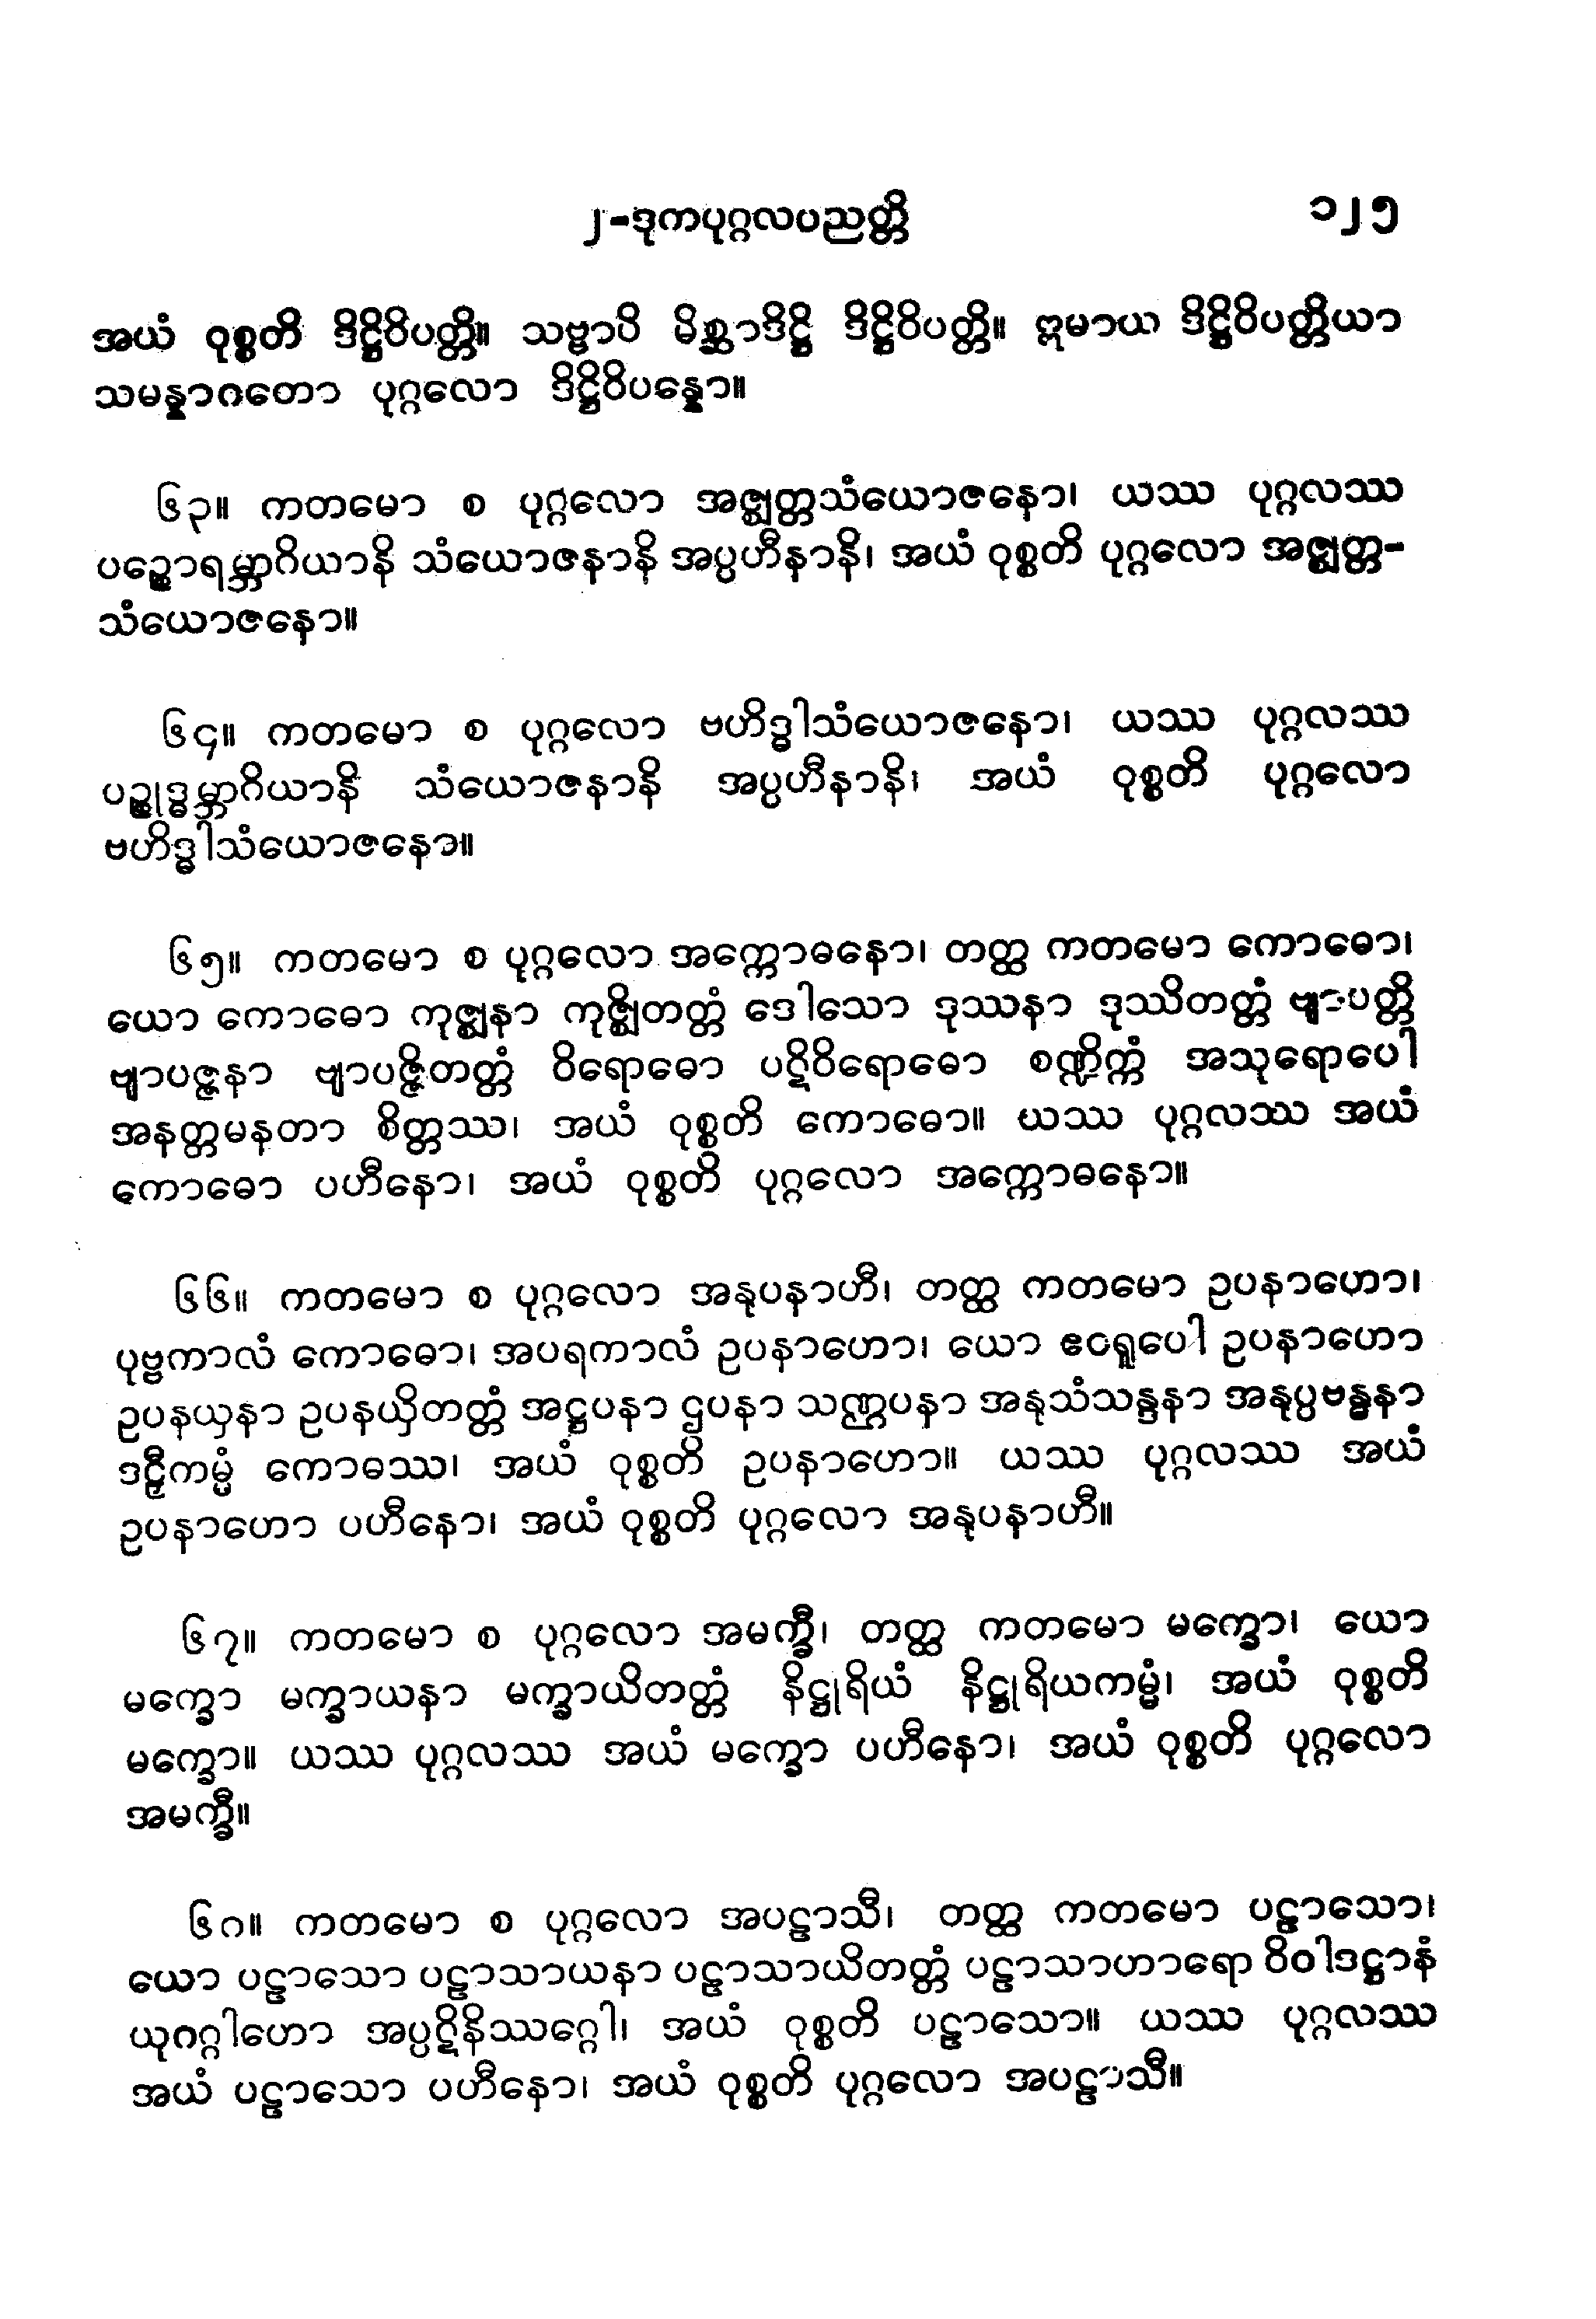 ၂-ဒုကပုဂ္ဂလပညတ္တိ ၁၂၅
အယံ ဝုစ္စတိ ဒိဋ္ဌိဝိပတ္တိ။ သဗ္ဗာပိ မိစ္ဆာဒိဋ္ဌိ ဒိဋ္ဌိဝိပတ္တိ။ ဣမာယ ဒိဋ္ဌိဝိပတ္တိယာ
သမန္နာဂတော ပုဂ္ဂလော ဒိဋ္ဌိဝိပန္နော။
၆၃။ ကတမော စ ပုဂ္ဂလော အဇ္ဈတ္တသံယောဇနော၊ ယဿ ပုဂ္ဂလဿ
ပဉ္စောရမ္ဘာဂိယာနိ သံယောဇနာနိ အပ္ပဟီနာနိ၊ အယံ ဝုစ္စတိ ပုဂ္ဂလော အဇ္ဈတ္တ-
သံယောဇနော။
၆၄။ ကတမော စ ပုဂ္ဂလော ဗဟိဒ္ဓါသံယောဇနော၊ ယဿ ပုဂ္ဂလဿ
ပဉ္စုဒ္ဓမ္ဘာဂိယာနိ သံယောဇနာနိ အပ္ပဟီနာနိ၊ အယံ ဝုစ္စတိ ပုဂ္ဂလော
ဗဟိဒ္ဓါသံယောဇနော။
၆၅။ ကတမော စ ပုဂ္ဂလော အက္ကောဓနော၊ တတ္ထ ကတမော ကောဓော၊
ယော ကောဓော ကုဇ္ဈနာ ကုဇ္ဈိတတ္တံ ဒေါသော ဒုဿနာ ဒုဿိတတ္တံ ဗျာပတ္တိ
ဗျာပဇ္ဇနာ ဗျာပဇ္ဇိတတ္တံ ဝိရောဓော ပဋိဝိရောဓော စဏ္ဍိက္ကံ အသုရောပေါ
အနတ္တမနတာ စိတ္တဿ၊ အယံ ဝုစ္စတိ ကောဓော။ ယဿ ပုဂ္ဂလဿ အယံ
ကောဓော ပဟီနော၊ အယံ ဝုစ္စတိ ပုဂ္ဂလော အက္ကောဓနော။
၆၆။ ကတမော စ ပုဂ္ဂလော အနုပနာဟီ၊ တတ္ထ ကတမော ဥပနာဟော၊
ပုဗ္ဗကာလံ ကောဓော၊ အပရကာလံ ဥပနာဟော၊ ယော ဧဝရူပေါ ဥပနာဟော
ဥပနယှနာ ဥပနယှိတတ္တံ အဋ္ဌပနာ ဌပနာ သဏ္ဌပနာ အနုသံသန္ဒနာ အနုပ္ပဗန္ဓနာ
ဒဠှီကမ္မံ ကောဓဿ၊ အယံ ဝုစ္စတိ ဥပနာဟော။ ယဿ ပုဂ္ဂလဿ အယံ
ဥပနာဟော ပဟီနော၊ အယံ ဝုစ္စတိ ပုဂ္ဂလော အနုပနာဟီ။
၆၇။ ကတမော စ ပုဂ္ဂလော အမက္ခီ၊ တတ္ထ ကတမော မက္ခော၊ ယော
မက္ခော မက္ခာယနာ မက္ခာယိတတ္တံ နိဋ္ဌုရိယံ နိဋ္ဌုရိယကမ္မံ၊ အယံ ဝုစ္စတိ
မက္ခော။ ယဿ ပုဂ္ဂလဿ အယံ မက္ခော ပဟီနော၊ အယံ ဝုစ္စတိ ပုဂ္ဂလော
အမက္ခီ။
၆၈။ ကတမော စ ပုဂ္ဂလော အပဠာသီ၊ တတ္ထ ကတမော ပဠာသော၊
ယော ပဠာသော ပဠာသာယနာ ပဠာသာယိတတ္တံ ပဠာသာဟာရော ဝိဝါဒဋ္ဌာနံ
ယုဂဂ္ဂါဟော အပ္ပဋိနိဿဂ္ဂေါ၊ အယံ ဝုစ္စတိ ပဠာသော။ ယဿ ပုဂ္ဂလဿ
အယံ ပဠာသော ပဟီနော၊ အယံ ဝုစ္စတိ ပုဂ္ဂလော အပဠာသီ။